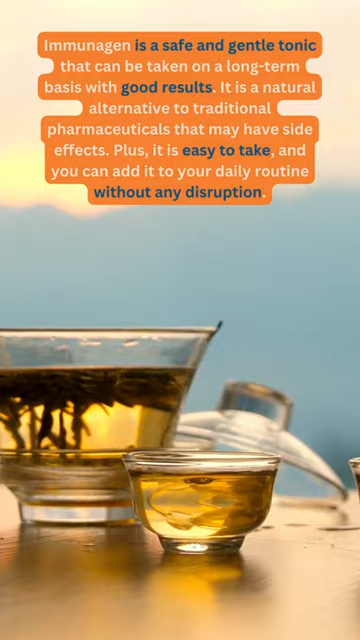 Immunagen is a safe and gentle tonic
that can be taken on a long-term
basis with good results. It is a natural
alternative to traditional
pharmaceuticals that may have side
effects. Plus, it is easy to take, and
you can add it to your daily routine
without any disruption.